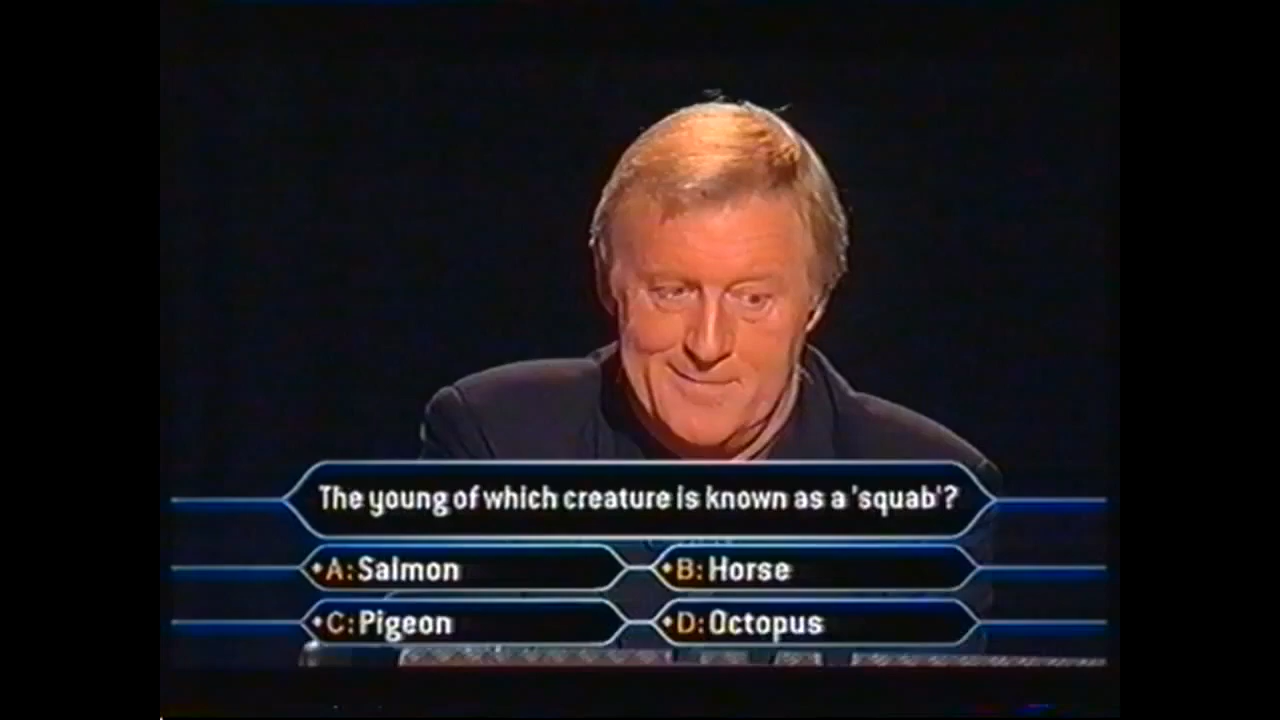 The young of which creature is known as a 'squab'?
A: Salmon
B: Horse
C: Pigeon
D: Octopus